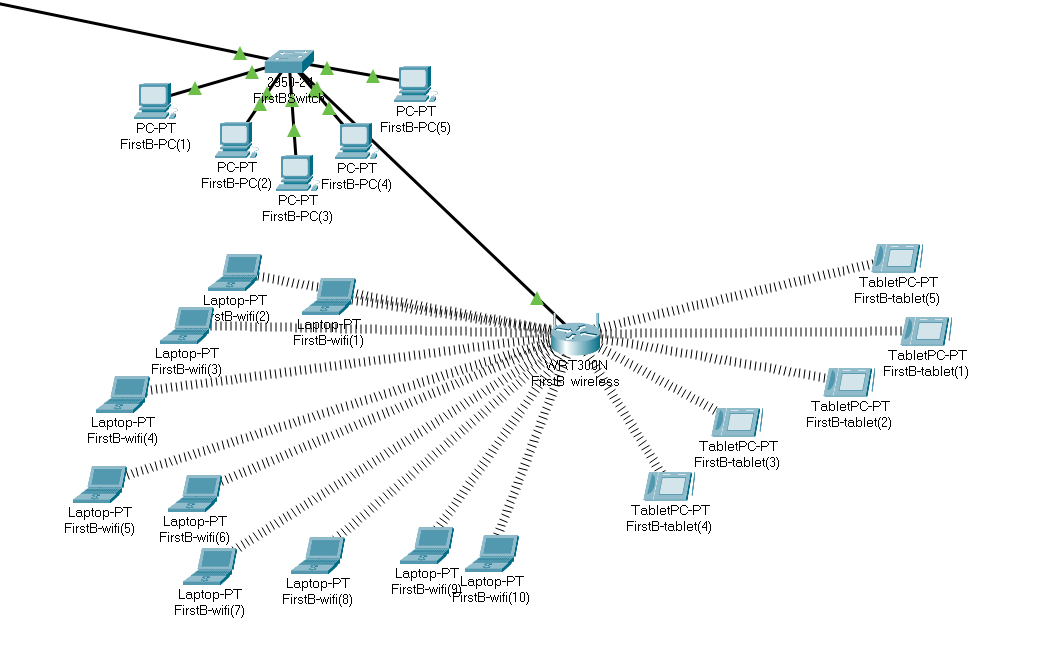 2950-24
FirstBSwitch
PC-PT
FirstB-PC(1)
PC-PT
FirstB-PC(2)
PC-PT
FirstB-PC(3)
PC-PT
FirstB-PC(4)
PC-PT
FirstB-PC(5)
Laptop-PT
FirstB-wifi(2)
Laptop-PT
FirstB-wifi(1)
Laptop-PT
FirstB-wifi(3)
Laptop-PT
FirstB-wifi(4)
Laptop-PT
FirstB-wifi(5)
Laptop-PT
FirstB-wifi(6)
Laptop-PT
FirstB-wifi(7)
Laptop-PT
FirstB-wifi(8)
Laptop-PT
FirstB-wifi(9)
Laptop-PT
FirstB-wifi(10)
WRT300N
FirstB wireless
TabletPC-PT
FirstB-tablet(5)
TabletPC-PT
FirstB-tablet(1)
TabletPC-PT
FirstB-tablet(2)
TabletPC-PT
FirstB-tablet(3)
TabletPC-PT
FirstB-tablet(4)